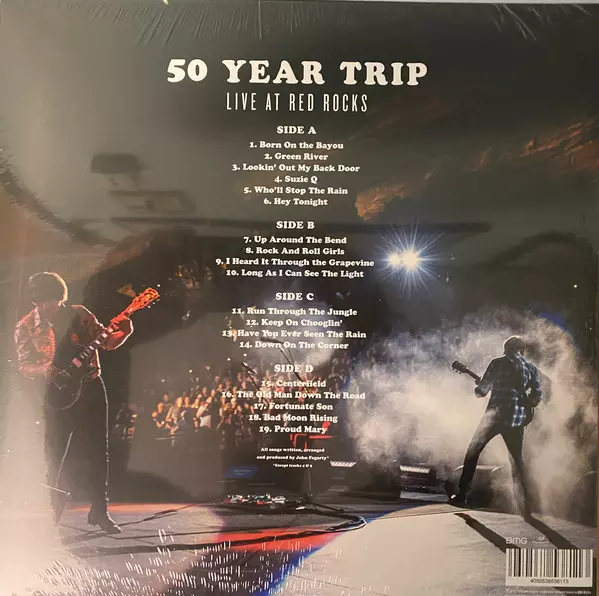 50 YEAR TRIP
LIVE AT RED ROCKS
SIDE A
1. Born On the Bayou
2. Green River
3. Lookin' Out My Back Door
4. Suzie Q
5. Who'll Stop The Rain
6. Hey Tonight
SIDE B
7. Up Around The Bend
8. Rock And Roll Girls
9. I Heard It Through the Grapevine
10. Long As I Can See The Light
SIDE C
11. Run Through The Jungle
12. Keep On Chooglin'
13. Have You Ever Seen The Rain
14. Down On The Corner
SIDE D
15. Centerfield
16. The Old Man Down The Road
17. Fortunate Son
18. Bad Moon Rising
19. Proud Mary
All songs written, arranged
and produced by John Fogerty*
*Except tracks 4 & 9
BMG